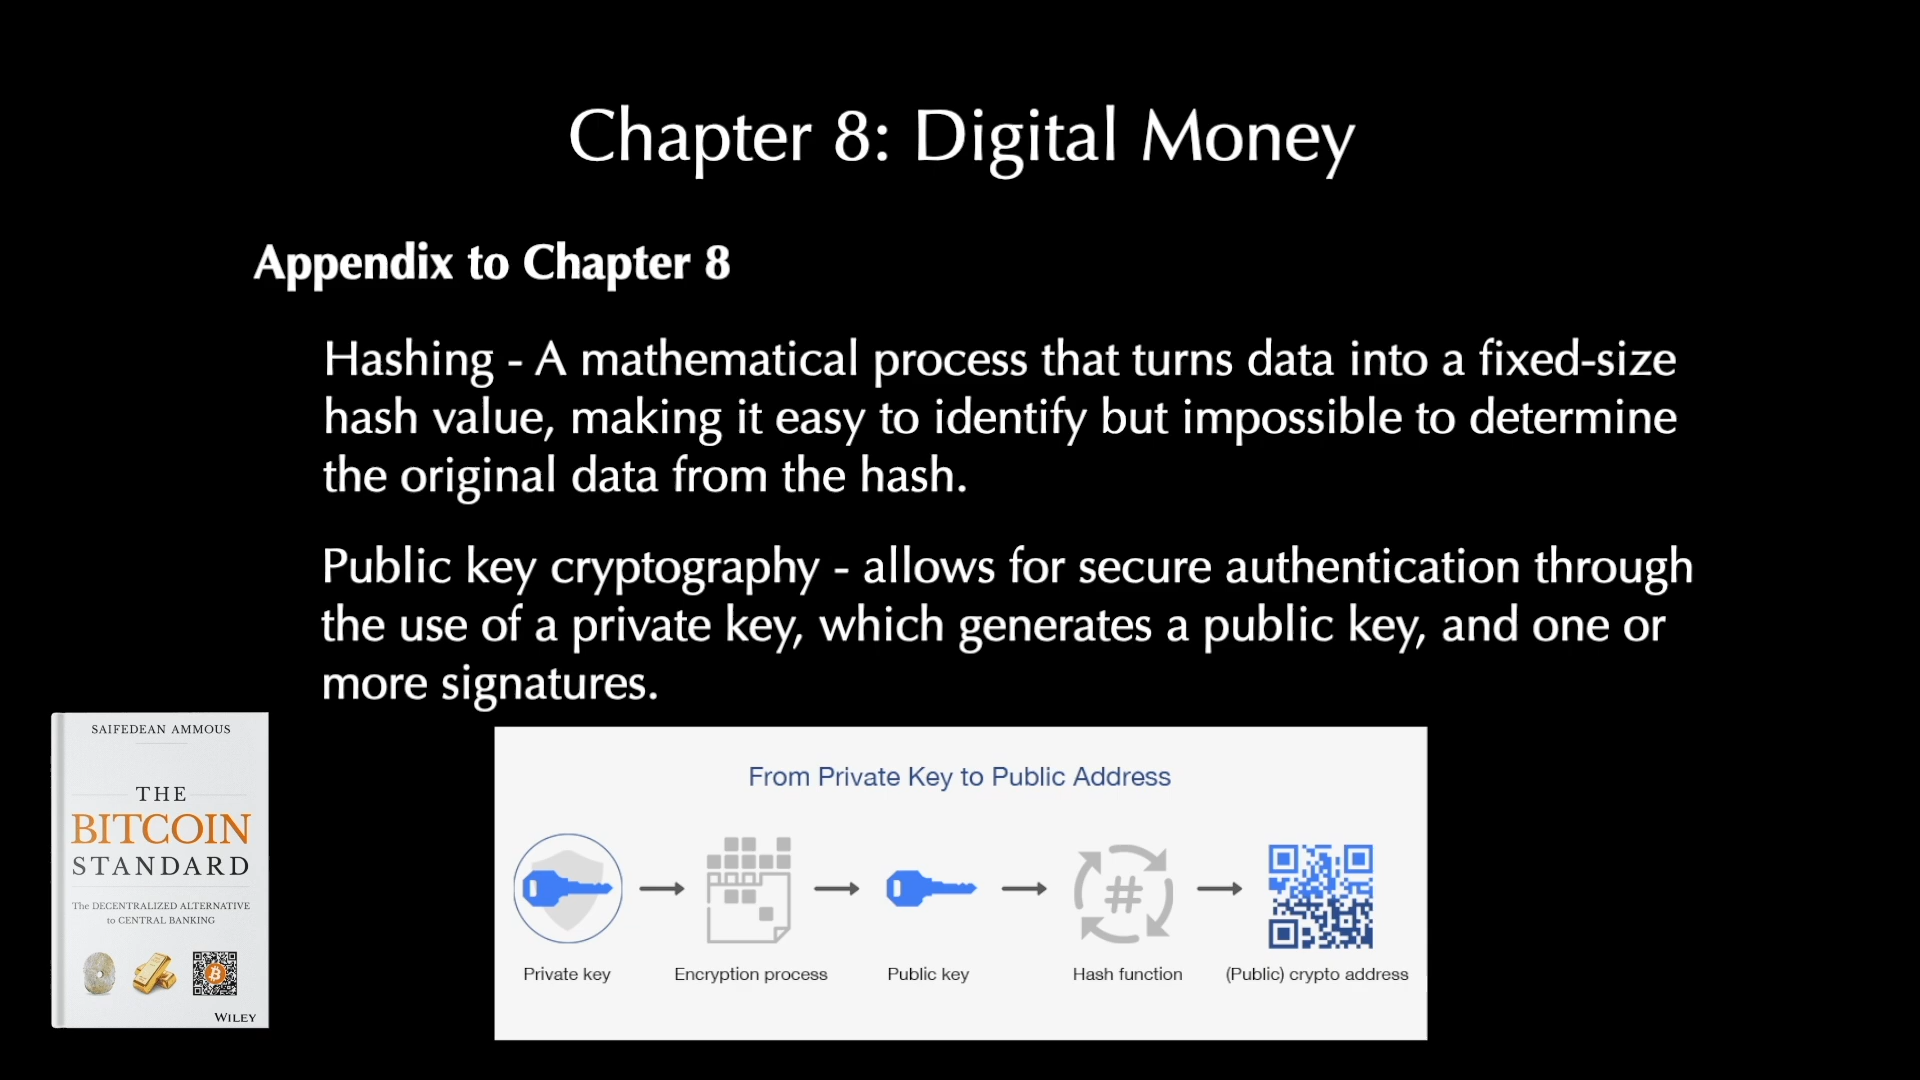 Chapter 8: Digital Money
Appendix to Chapter 8
Hashing - A mathematical process that turns data into a fixed-size
hash value, making it easy to identify but impossible to determine
the original data from the hash.
Public key cryptography - allows for secure authentication through
the use of a private key, which generates a public key, and one or
more signatures.
SAIFEDEAN AMMOUS
THE
BITCOIN
STANDARD
The DECENTRALIZED ALTERNATIVE
to CENTRAL BANKING
WILEY
From Private Key to Public Address
#
Private key
Encryption process
Public key
Hash function
(Public) crypto address